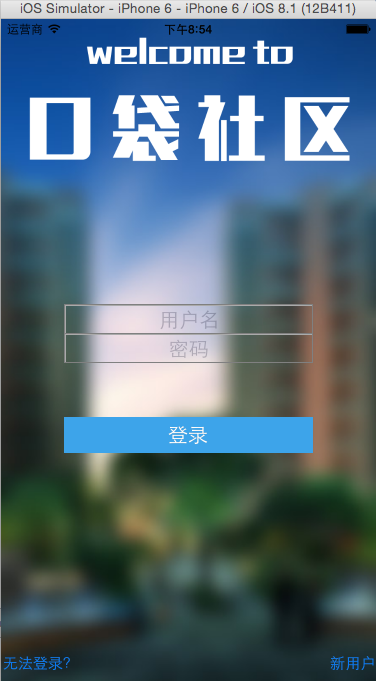 iOS Simulator - iPhone 6 - iPhone 6 / iOS 8.1 (12B411)
运营商 下午8:54
welcome to
口袋社区
用户名
密码
登录
无法登录? 新用户